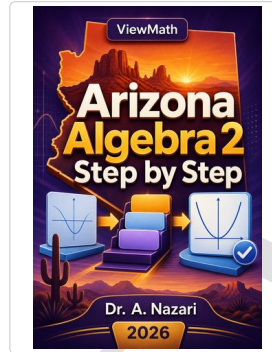 ViewMath
Arizona
Algebra 2
Step by Step
Dr. A. Nazari
2026